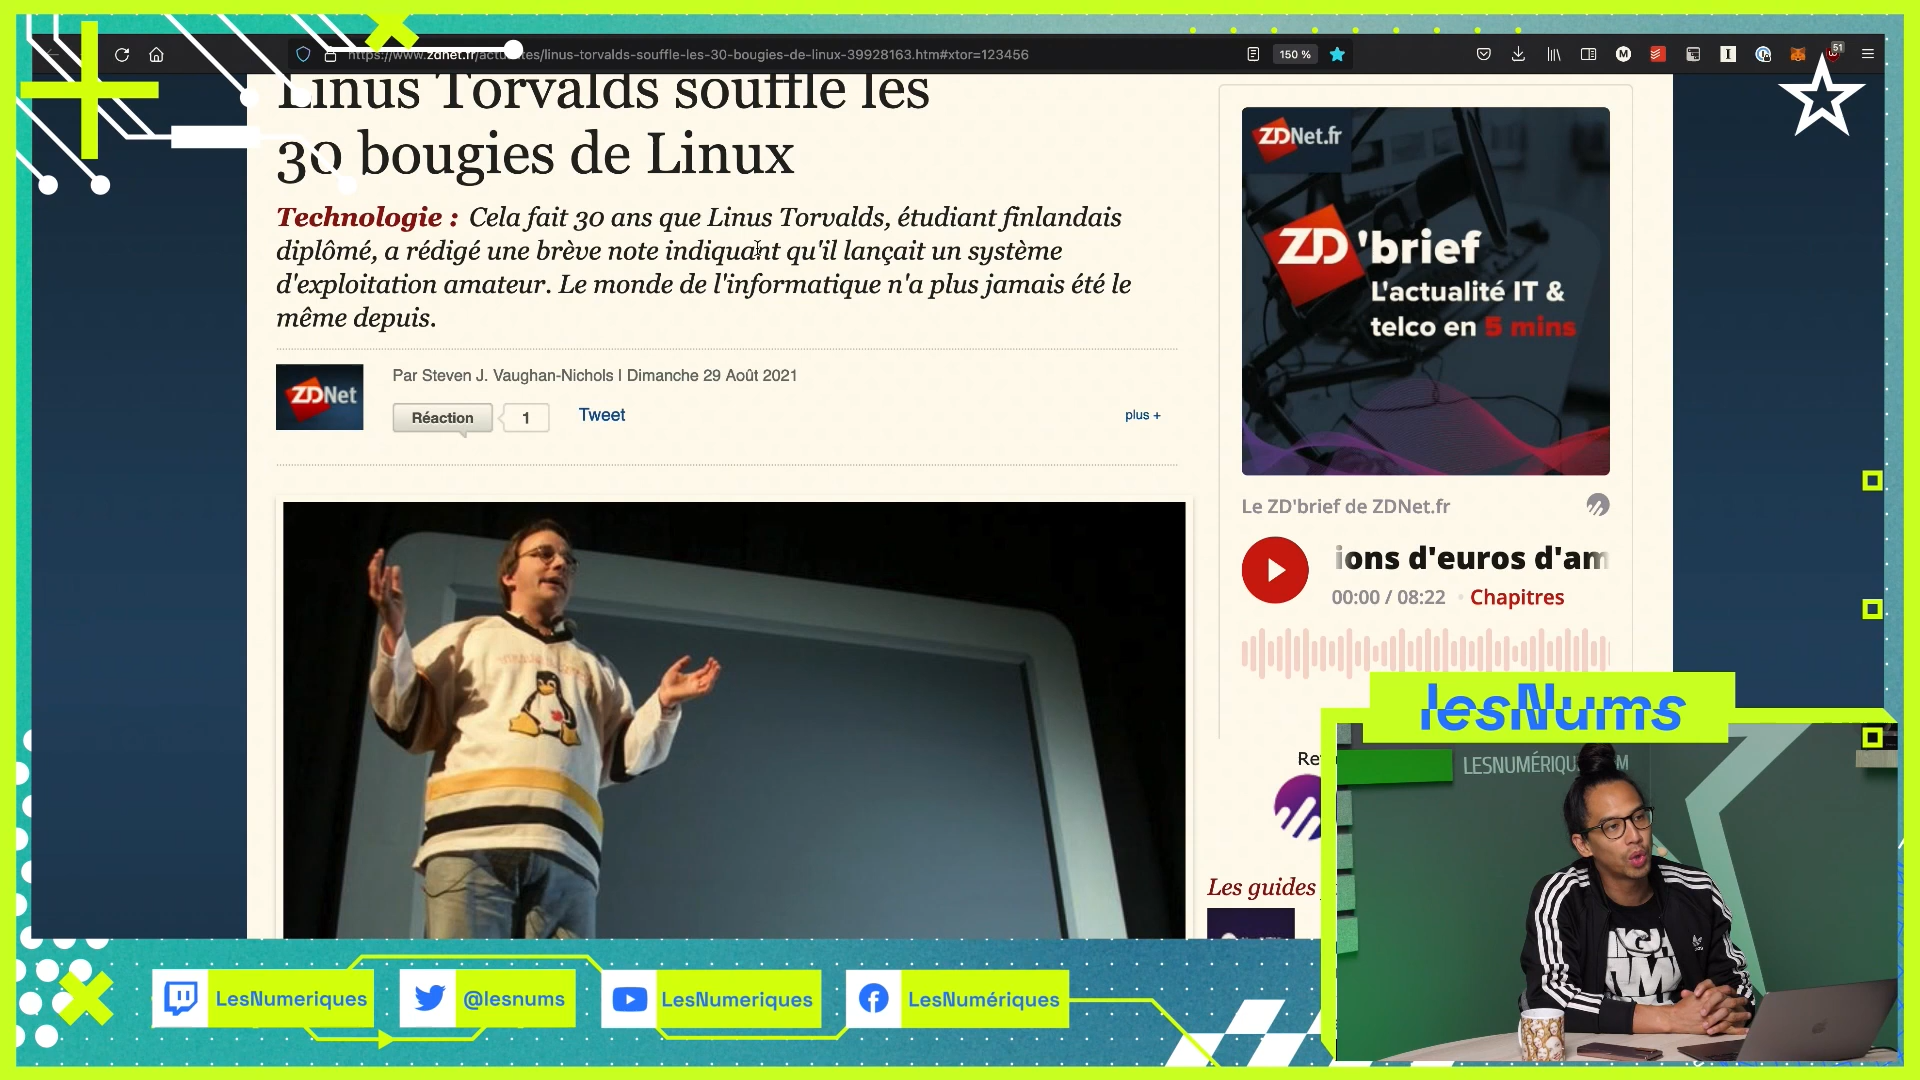 https://www.zdnet.fr/actualites/linus-torvalds-souffle-les-30-bougies-de-linux-39928163.htm#xtor=123456
150 %
M
I
51
Linus Torvalds souffle les
30 bougies de Linux
Technologie : Cela fait 30 ans que Linus Torvalds, étudiant finlandais
diplômé, a rédigé une brève note indiquant qu'il lançait un système
d'exploitation amateur. Le monde de l'informatique n'a plus jamais été le
même depuis.
ZDNet
Par Steven J. Vaughan-Nichols | Dimanche 29 Août 2021
Réaction
1
Tweet
plus +
ZDNet.fr
ZD'brief
L'actualité IT &
telco en 5 mins
Le ZD'brief de ZDNet.fr
ions d'euros d'am
00:00 / 08:22 • Chapitres
Les guides
lesNums
LESNUMÉRIQU
LesNumeriques
@lesnums
LesNumeriques
LesNumériques